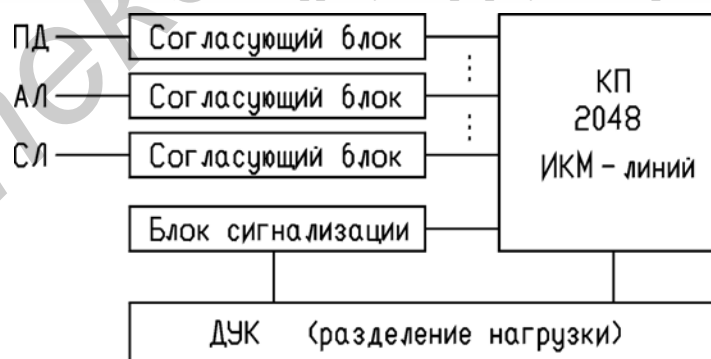 ПД
Согласующий блок
АЛ
Согласующий блок
СЛ
Согласующий блок
Блок сигнализации
КП
2048
ИКМ – линий
ДУК (разделение нагрузки)